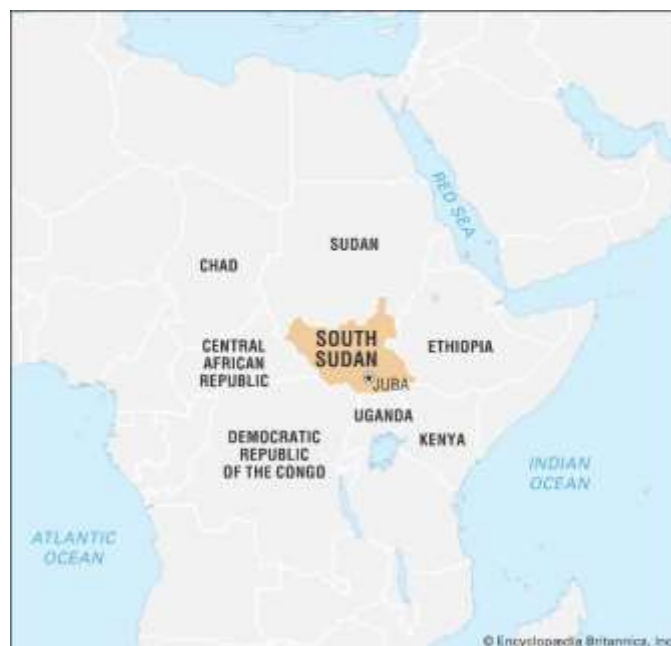 RED SEA
SUDAN
CHAD
SOUTH
SUDAN
ETHIOPIA
CENTRAL
AFRICAN
REPUBLIC
JUBA
UGANDA
KENYA
DEMOCRATIC
REPUBLIC
OF THE CONGO
INDIAN
OCEAN
ATLANTIC
OCEAN
© Encyclopædia Britannica, Inc